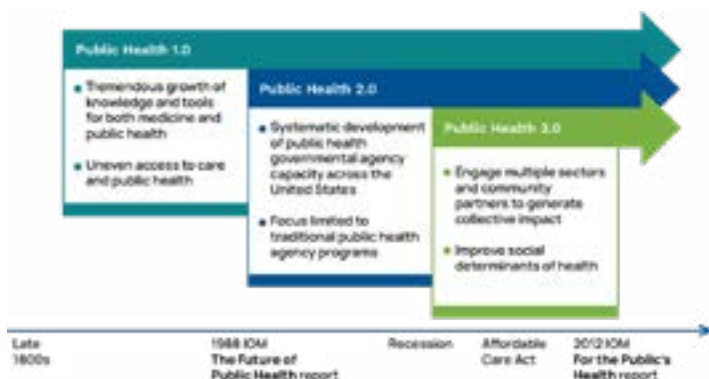 Public Health 1.0
Tremendous growth of
knowledge and tools
for both medicine and
public health
Uneven access to care
and public health
Public Health 2.0
Systematic development
of public health
governmental agency
capacity across the
United States
Focus limited to
traditional public health
agency programs
Public Health 3.0
Engage multiple sectors
and community
partners to generate
collective impact
Improve social
determinants of health
Late
1800s
1988 IOM
The Future of
Public Health report
Recession
Affordable
Care Act
2012 IOM
For the Public's
Health report